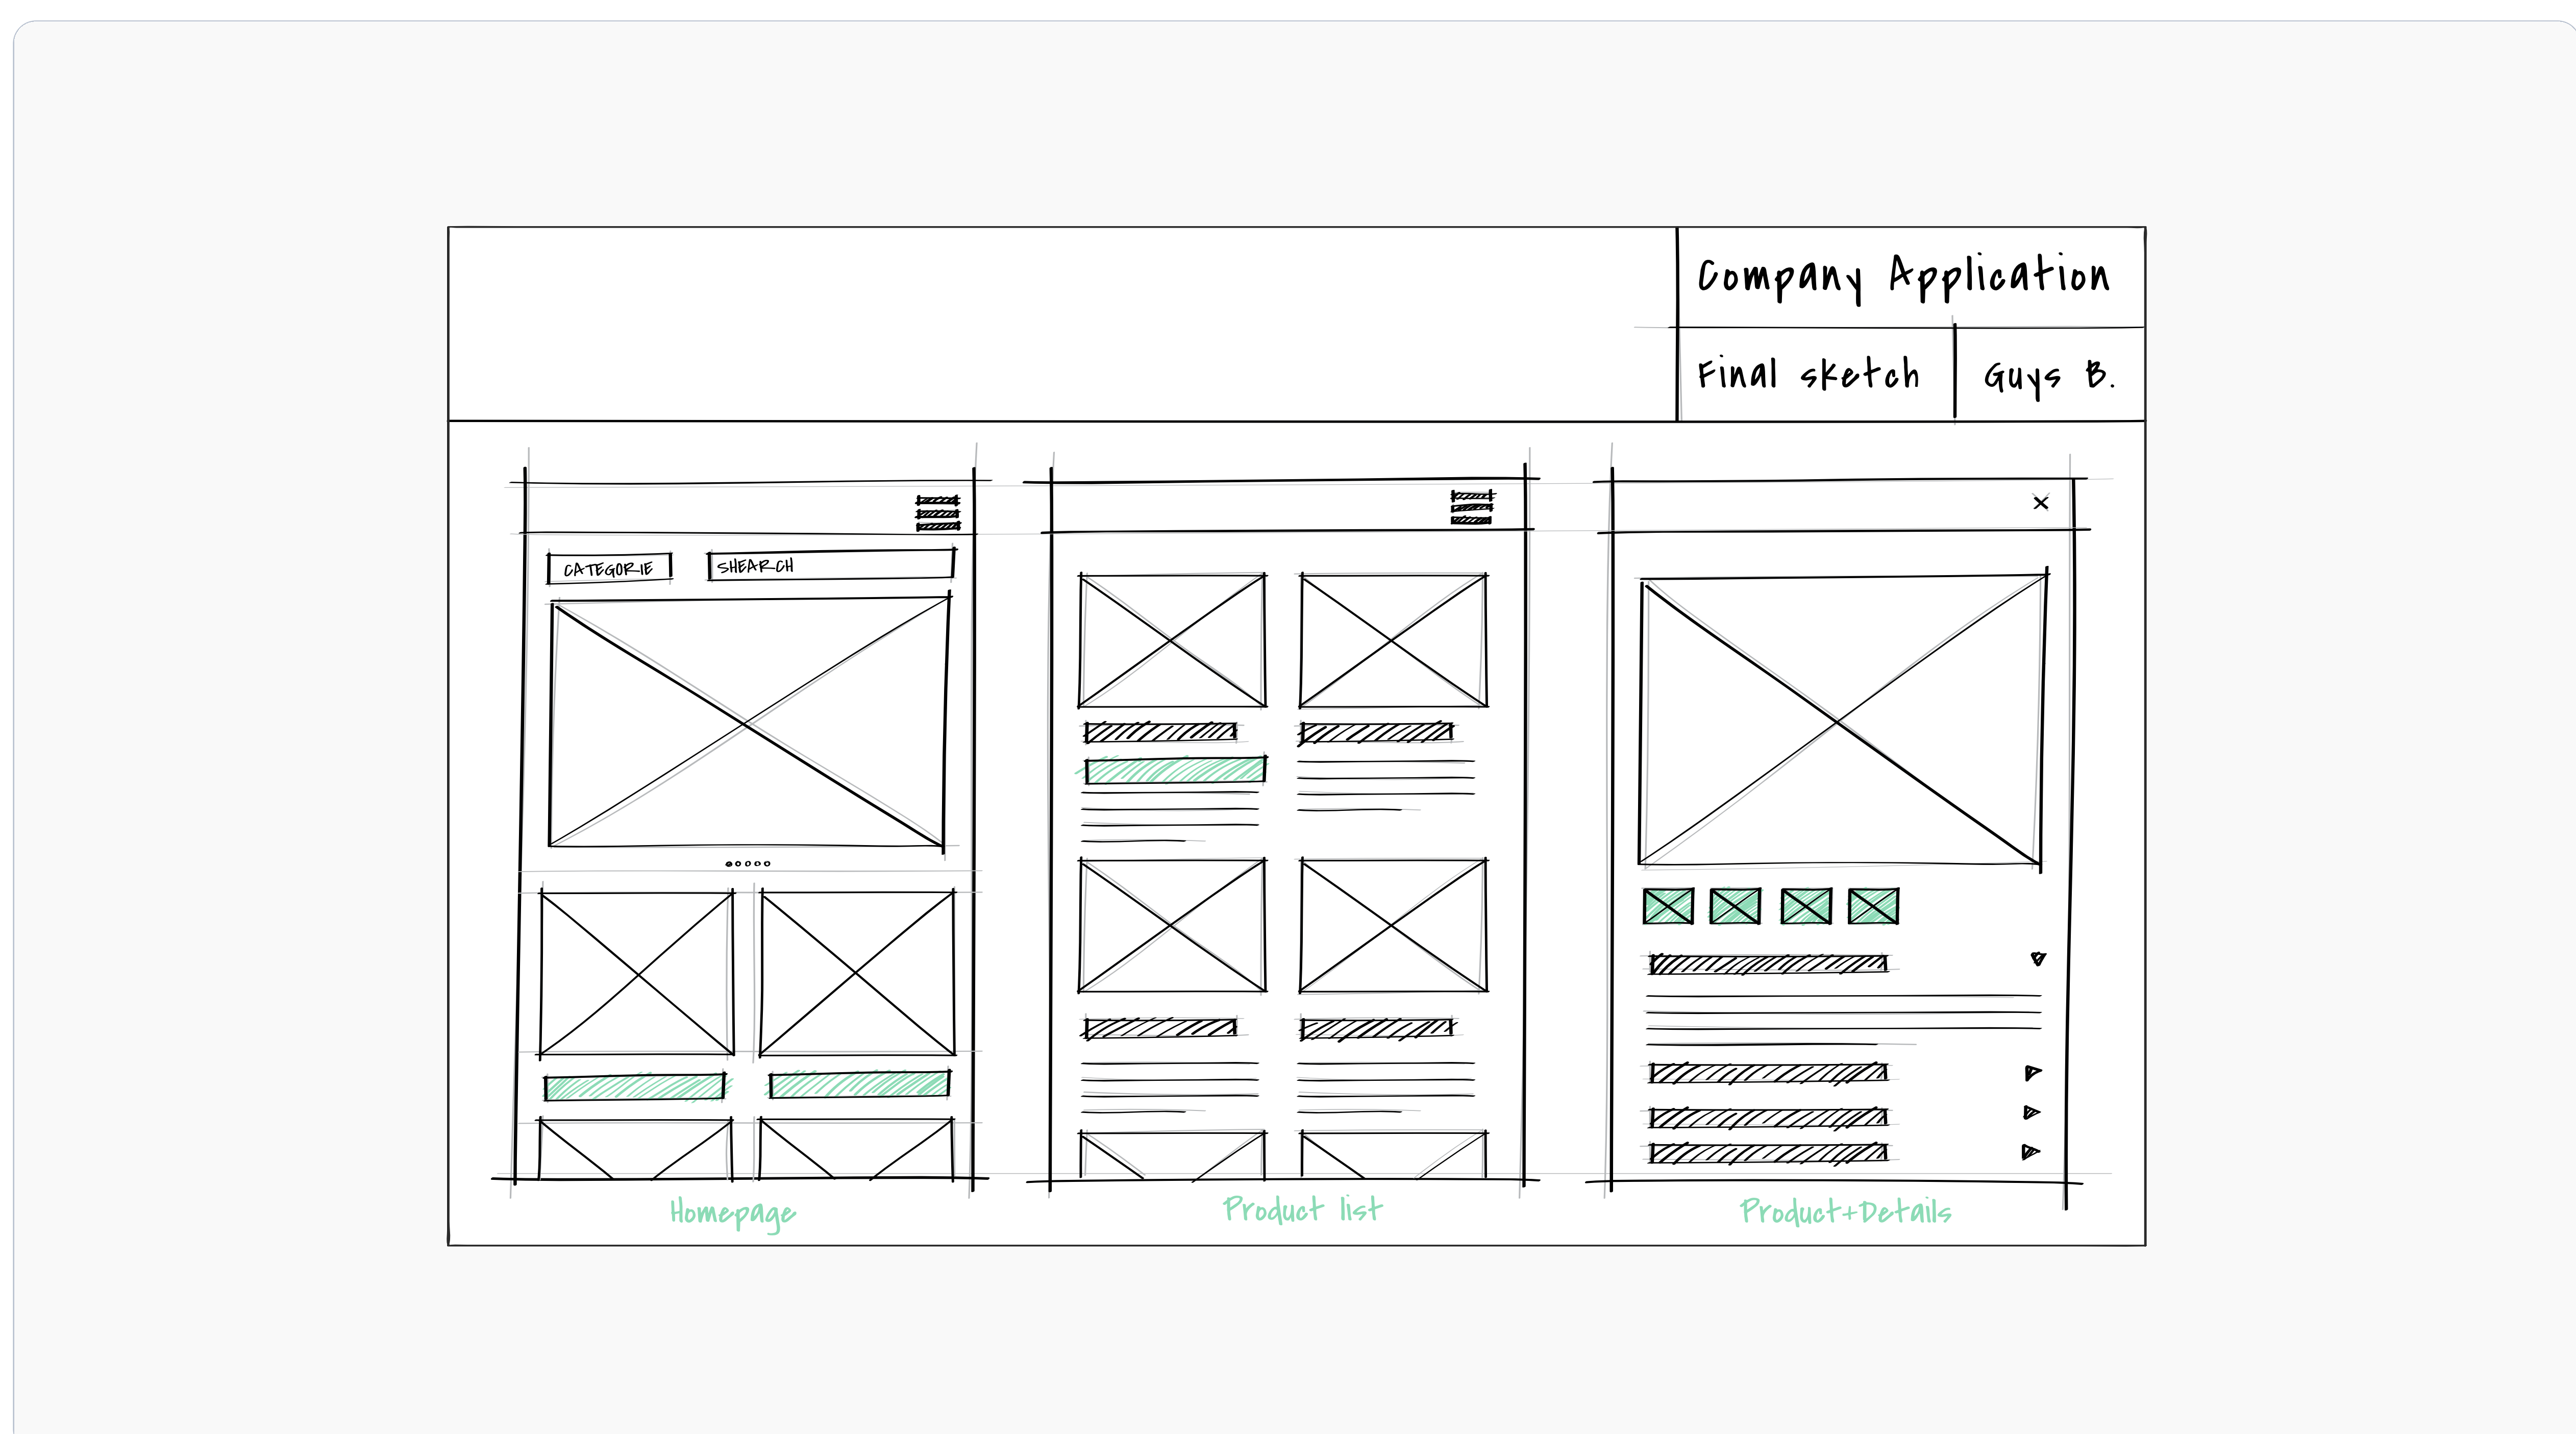 Company Application
Final sketch
Guys B.
CATEGORIE
SHEARCH
Homepage
Product list
Product+Details